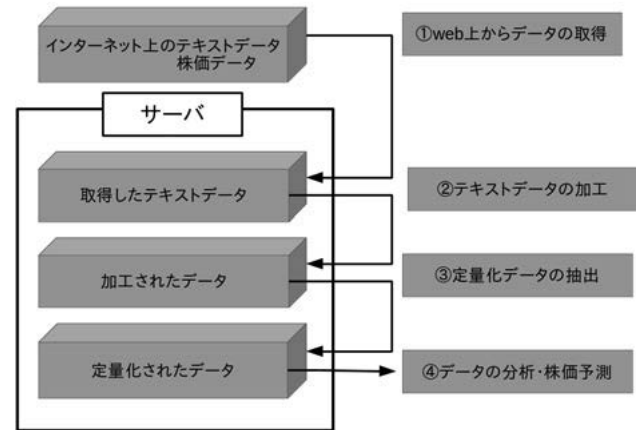 インターネット上のテキストデータ
株価データ
①web上からデータの取得
サーバ
取得したテキストデータ
②テキストデータの加工
加工されたデータ
③定量化データの抽出
定量化されたデータ
④データの分析・株価予測